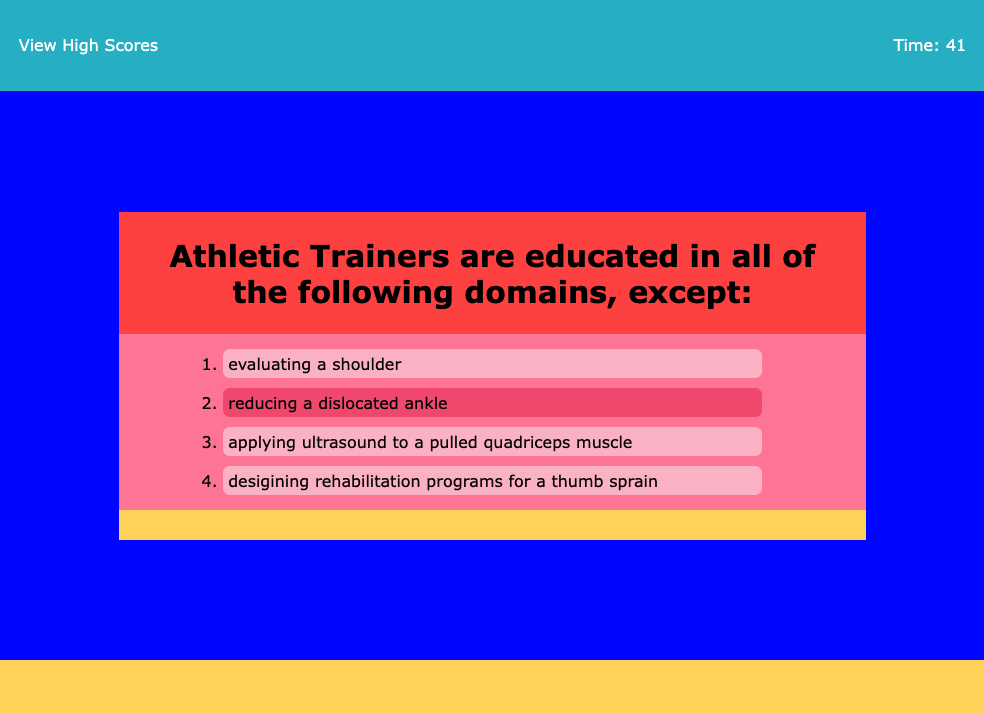 View High Scores
Time: 41
Athletic Trainers are educated in all of
the following domains, except:
1. evaluating a shoulder
2. reducing a dislocated ankle
3. applying ultrasound to a pulled quadriceps muscle
4. desigining rehabilitation programs for a thumb sprain